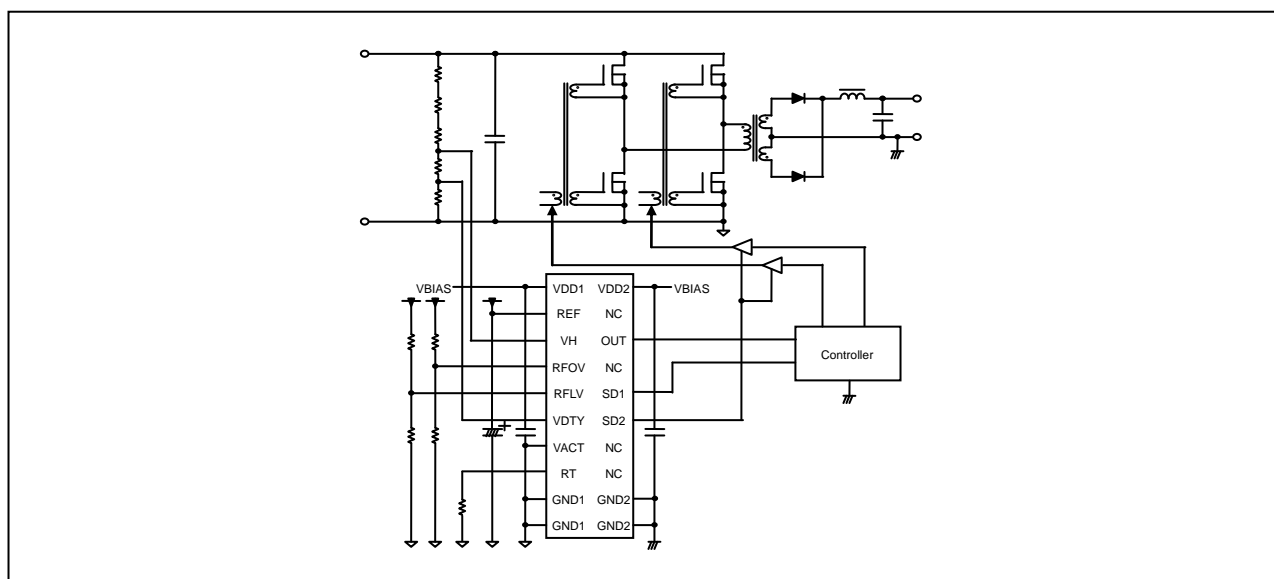 VBIAS VDD1 VDD2 VBIAS
REF NC
VH OUT
RFOV NC
Controller
RFLV SD1
VDTY SD2
+
VACT NC
RT NC
GND1 GND2
GND1 GND2